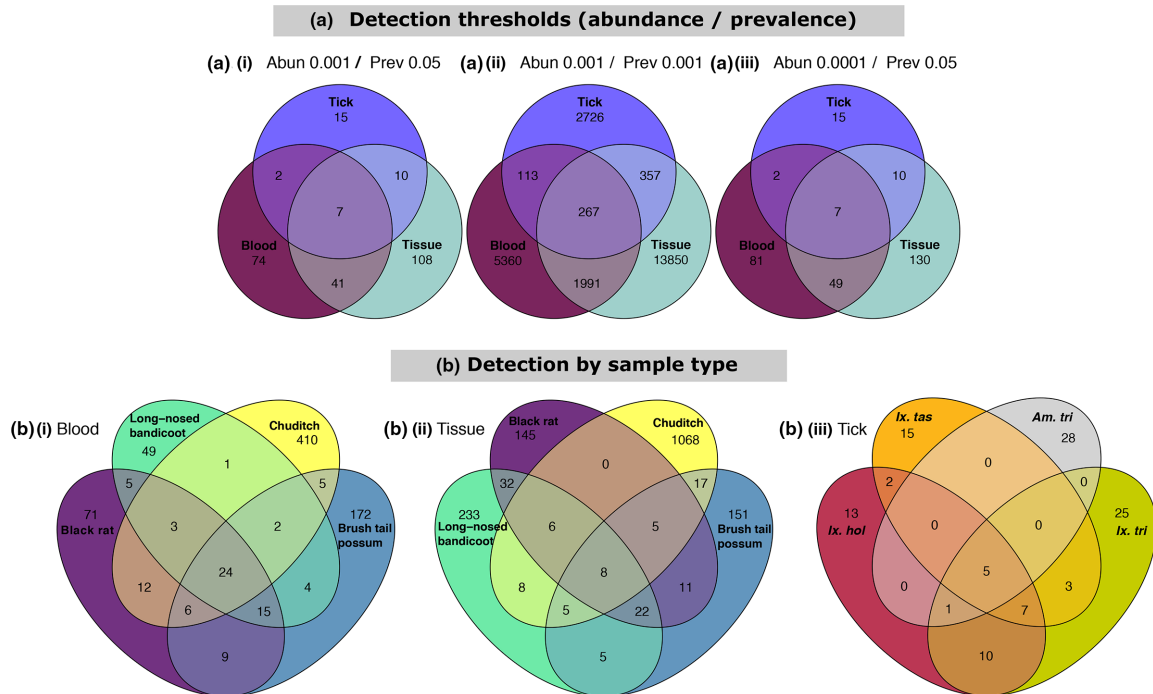 (a) Detection thresholds (abundance / prevalence)
(a) (i) Abun 0.001 / Prev 0.05
(a) (ii) Abun 0.001 / Prev 0.001
(a) (iii) Abun 0.0001 / Prev 0.05
Tick
15
2
10
7
Blood
74
Tissue
108
41
Tick
2726
113
357
267
Blood
5360
Tissue
13850
1991
Tick
15
2
10
7
Blood
81
Tissue
130
49
(b) Detection by sample type
(b) (i) Blood
Long–nosed
bandicoot
49
Chuditch
410
1
5
5
71
Black rat
3
2
172
Brush tail
possum
24
12
4
6
15
9
(b) (ii) Tissue
Black rat
145
Chuditch
1068
0
32
17
233
Long–nosed
bandicoot
6
5
151
Brush tail
possum
8
8
11
5
22
5
(b) (iii) Tick
Ix. tas
15
Am. tri
28
0
2
0
13
Ix. hol
0
0
25
Ix. tri
5
0
3
1
7
10